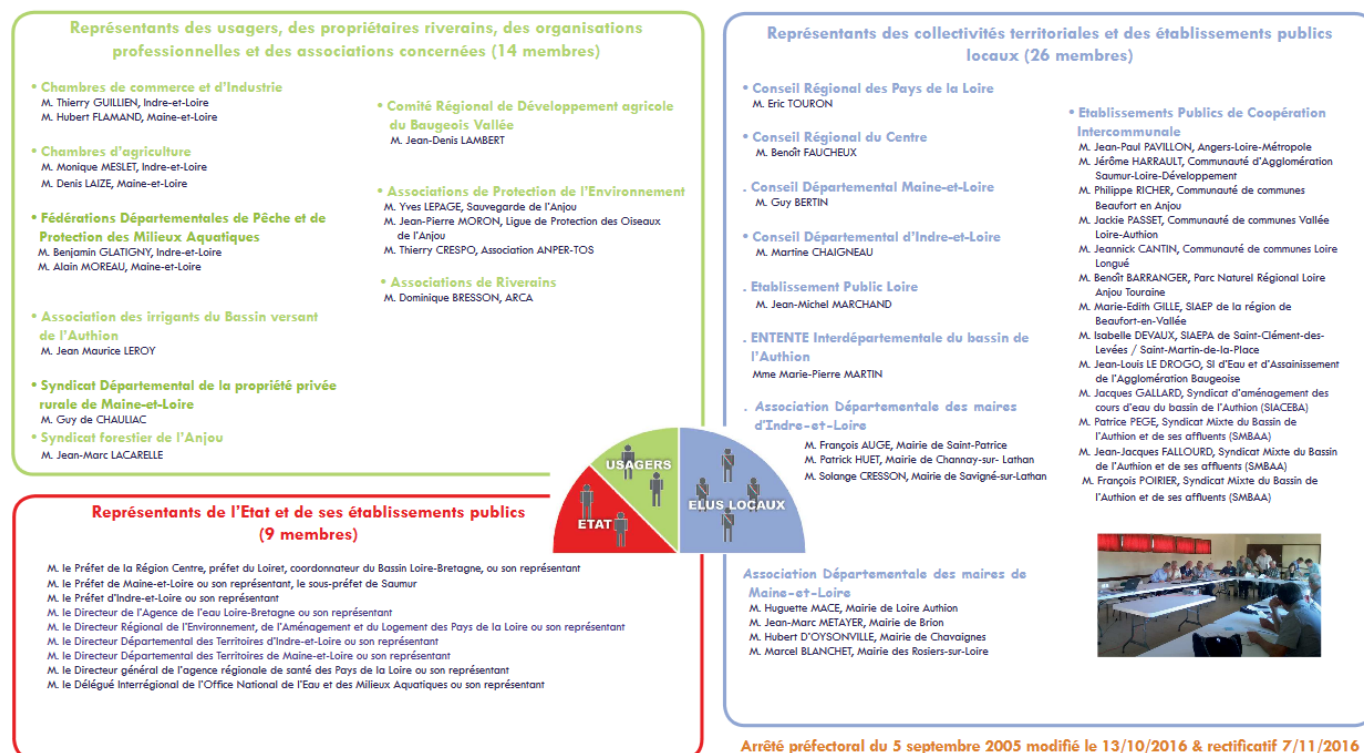 Représentants des usagers, des propriétaires riverains, des organisations
professionnelles et des associations concernées (14 membres)
• Chambres de commerce et d'Industrie
M. Thierry GUILLIEN, Indre-et-Loire
M. Hubert FLAMAND, Maine-et-Loire
• Chambres d'agriculture
M. Monique MESLET, Indre-et-Loire
M. Denis LAIZE, Maine-et-Loire
• Fédérations Départementales de Pêche et de
Protection des Milieux Aquatiques
M. Benjamin GLATIGNY, Indre-et-Loire
M. Alain MOREAU, Maine-et-Loire
• Association des irrigants du Bassin versant
de l'Authion
M. Jean Maurice LEROY
• Syndicat Départemental de la propriété privée
rurale de Maine-et-Loire
M. Guy de CHAULIAC
• Syndicat forestier de l'Anjou
M. Jean-Marc LACARELLE
• Comité Régional de Développement agricole
du Baugeois Vallée
M. Jean-Denis LAMBERT
• Associations de Protection de l'Environnement
M. Yves LEPAGE, Sauvegarde de l'Anjou
M. Jean-Pierre MORON, Ligue de Protection des Oiseaux
de l'Anjou
M. Thierry CRESPO, Association ANPER-TOS
• Associations de Riverains
M. Dominique BRESSON, ARCA
Représentants de l'Etat et de ses établissements publics
(9 membres)
M. le Préfet de la Région Centre, préfet du Loiret, coordonnateur du Bassin Loire-Bretagne, ou son représentant
M. le Préfet de Maine-et-Loire ou son représentant, le sous-préfet de Saumur
M. le Préfet d'Indre-et-Loire ou son représentant
M. le Directeur de l'Agence de l'eau Loire-Bretagne ou son représentant
M. le Directeur Régional de l'Environnement, de l'Aménagement et du Logement des Pays de la Loire ou son représentant
M. le Directeur Départemental des Territoires d'Indre-et-Loire ou son représentant
M. le Directeur Départemental des Territoires de Maine-et-Loire ou son représentant
M. le Directeur général de l'agence régionale de santé des Pays de la Loire ou son représentant
M. le Délégué Interrégional de l'Office National de l'Eau et des Milieux Aquatiques ou son représentant
USAGERS
ETAT
ELUS LOCAUX
Représentants des collectivités territoriales et des établissements publics
locaux (26 membres)
• Conseil Régional des Pays de la Loire
M. Eric TOURON
• Conseil Régional du Centre
M. Benoît FAUCHEUX
. Conseil Départemental Maine-et-Loire
M. Guy BERTIN
• Conseil Départemental d'Indre-et-Loire
M. Martine CHAIGNEAU
. Etablissement Public Loire
M. Jean-Michel MARCHAND
. ENTENTE Interdépartementale du bassin de
l'Authion
Mme Marie-Pierre MARTIN
. Association Départementale des maires
d'Indre-et-Loire
M. François AUGE, Mairie de Saint-Patrice
M. Patrick HUET, Mairie de Channay-sur- Lathan
M. Solange CRESSON, Mairie de Savigné-sur-Lathan
Association Départementale des maires de
Maine-et-Loire
M. Huguette MACE, Mairie de Loire Authion
M. Jean-Marc METAYER, Mairie de Brion
M. Hubert D'OYSONVILLE, Mairie de Chavaignes
M. Marcel BLANCHET, Mairie des Rosiers-sur-Loire
• Etablissements Publics de Coopération
Intercommunale
M. Jean-Paul PAVILLON, Angers-Loire-Métropole
M. Jérôme HARRAULT, Communauté d'Agglomération
Saumur-Loire-Développement
M. Philippe RICHER, Communauté de communes
Beaufort en Anjou
M. Jackie PASSET, Communauté de communes Vallée
Loire-Authion
M. Jeannick CANTIN, Communauté de communes Loire
Longué
M. Benoît BARRANGER, Parc Naturel Régional Loire
Anjou Touraine
M. Marie-Edith GILLE, SIAEP de la région de
Beaufort-en-Vallée
M. Isabelle DEVAUX, SIAEPA de Saint-Clément-des-
Levées / Saint-Martin-de-la-Place
M. Jean-Louis LE DROGO, SI d'Eau et d'Assainissement
de l'Agglomération Baugeoise
M. Jacques GALLARD, Syndicat d'aménagement des
cours d'eau du bassin de l'Authion (SIACEBA)
M. Patrice PEGE, Syndicat Mixte du Bassin de
l'Authion et de ses affluents (SMBAA)
M. Jean-Jacques FALLOURD, Syndicat Mixte du Bassin
de l'Authion et de ses affluents (SMBAA)
M. François POIRIER, Syndicat Mixte du Bassin de
l'Authion et de ses affluents (SMBAA)
Arrêté préfectoral du 5 septembre 2005 modifié le 13/10/2016 & rectificatif 7/11/2016